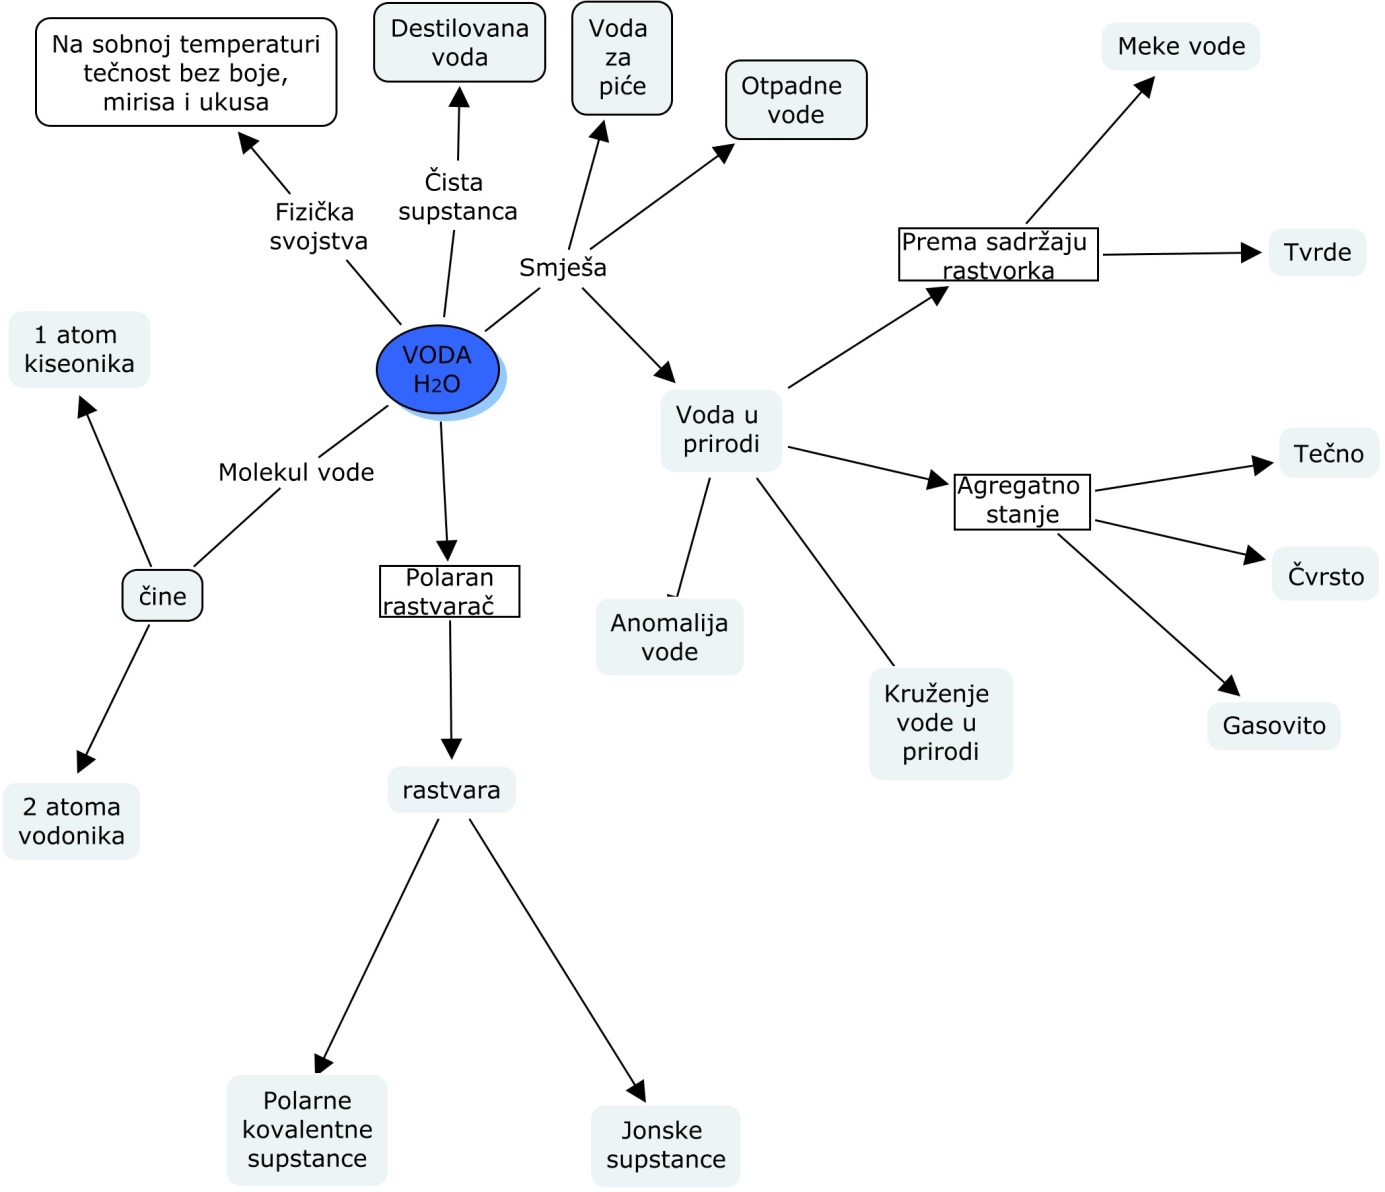 Na sobnoj temperaturi
tečnost bez boje,
mirisa i ukusa
Destilovana
voda
Voda
za
piće
Otpadne
vode
Meke vode
Fizička
svojstva
Čista
supstanca
Smješa
Prema sadržaju
rastvorka
Tvrde
1 atom
kiseonika
VODA
H2O
Voda u
prirodi
Molekul vode
Agregatno
stanje
Tečno
Čvrsto
čine
Polaran
rastvarač
Anomalija
vode
Kruženje
vode u
prirodi
Gasovito
2 atoma
vodonika
rastvara
Polarne
kovalentne
supstance
Jonske
supstance